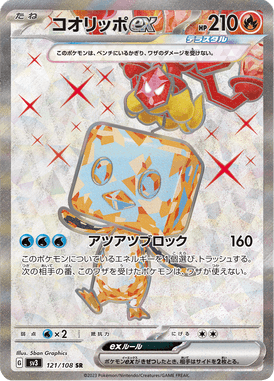 たね コオリッポex HP210
テラスタル
このポケモンは、ベンチにいるかぎり、ワザのダメージを受けない。
アツアツブロック 160
このポケモンについているエネルギーを1個選び、トラッシュする。
次の相手の番、このワザを受けたポケモンは、ワザが使えない。
弱点 ×2 抵抗力 にげる
Illus. 5ban Graphics
G sv3 121/108 SR
exルール
ポケモンexがきぜつしたとき、相手はサイドを2枚とる。
©2023 Pokémon/Nintendo/Creatures/GAME FREAK.